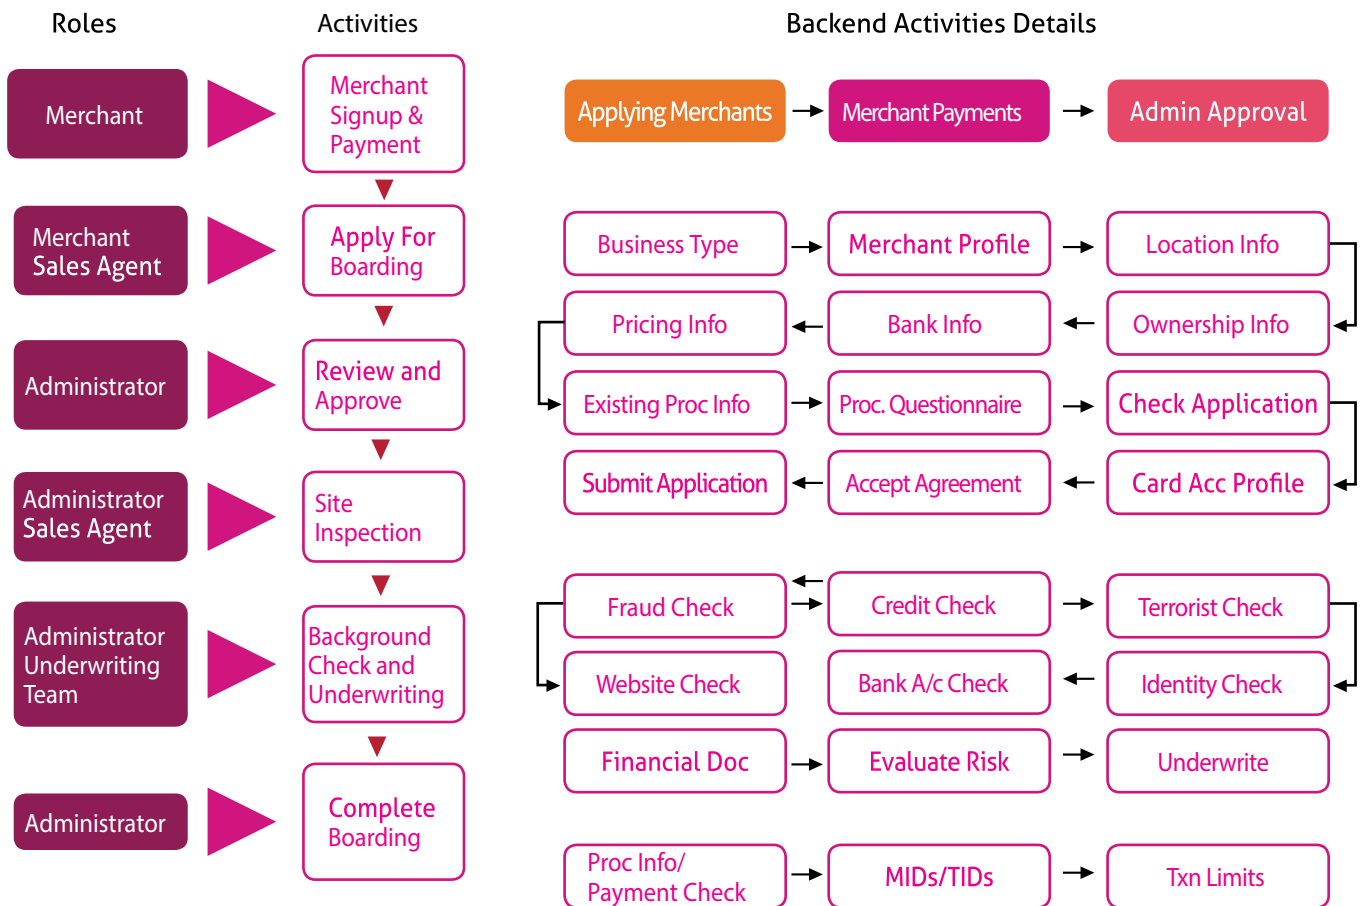 Roles
Activities
Backend Activities Details
Merchant
Merchant
Signup &
Payment
Applying Merchants
Merchant Payments
Admin Approval
Merchant
Sales Agent
Apply For
Boarding
Business Type
Merchant Profile
Location Info
Pricing Info
Bank Info
Ownership Info
Administrator
Review and
Approve
Existing Proc Info
Proc. Questionnaire
Check Application
Submit Application
Accept Agreement
Card Acc Profile
Administrator
Sales Agent
Site
Inspection
Administrator
Underwriting
Team
Background
Check and
Underwriting
Fraud Check
Credit Check
Terrorist Check
Website Check
Bank A/c Check
Identity Check
Financial Doc
Evaluate Risk
Underwrite
Administrator
Complete
Boarding
Proc Info/
Payment Check
MIDs/TIDs
Txn Limits